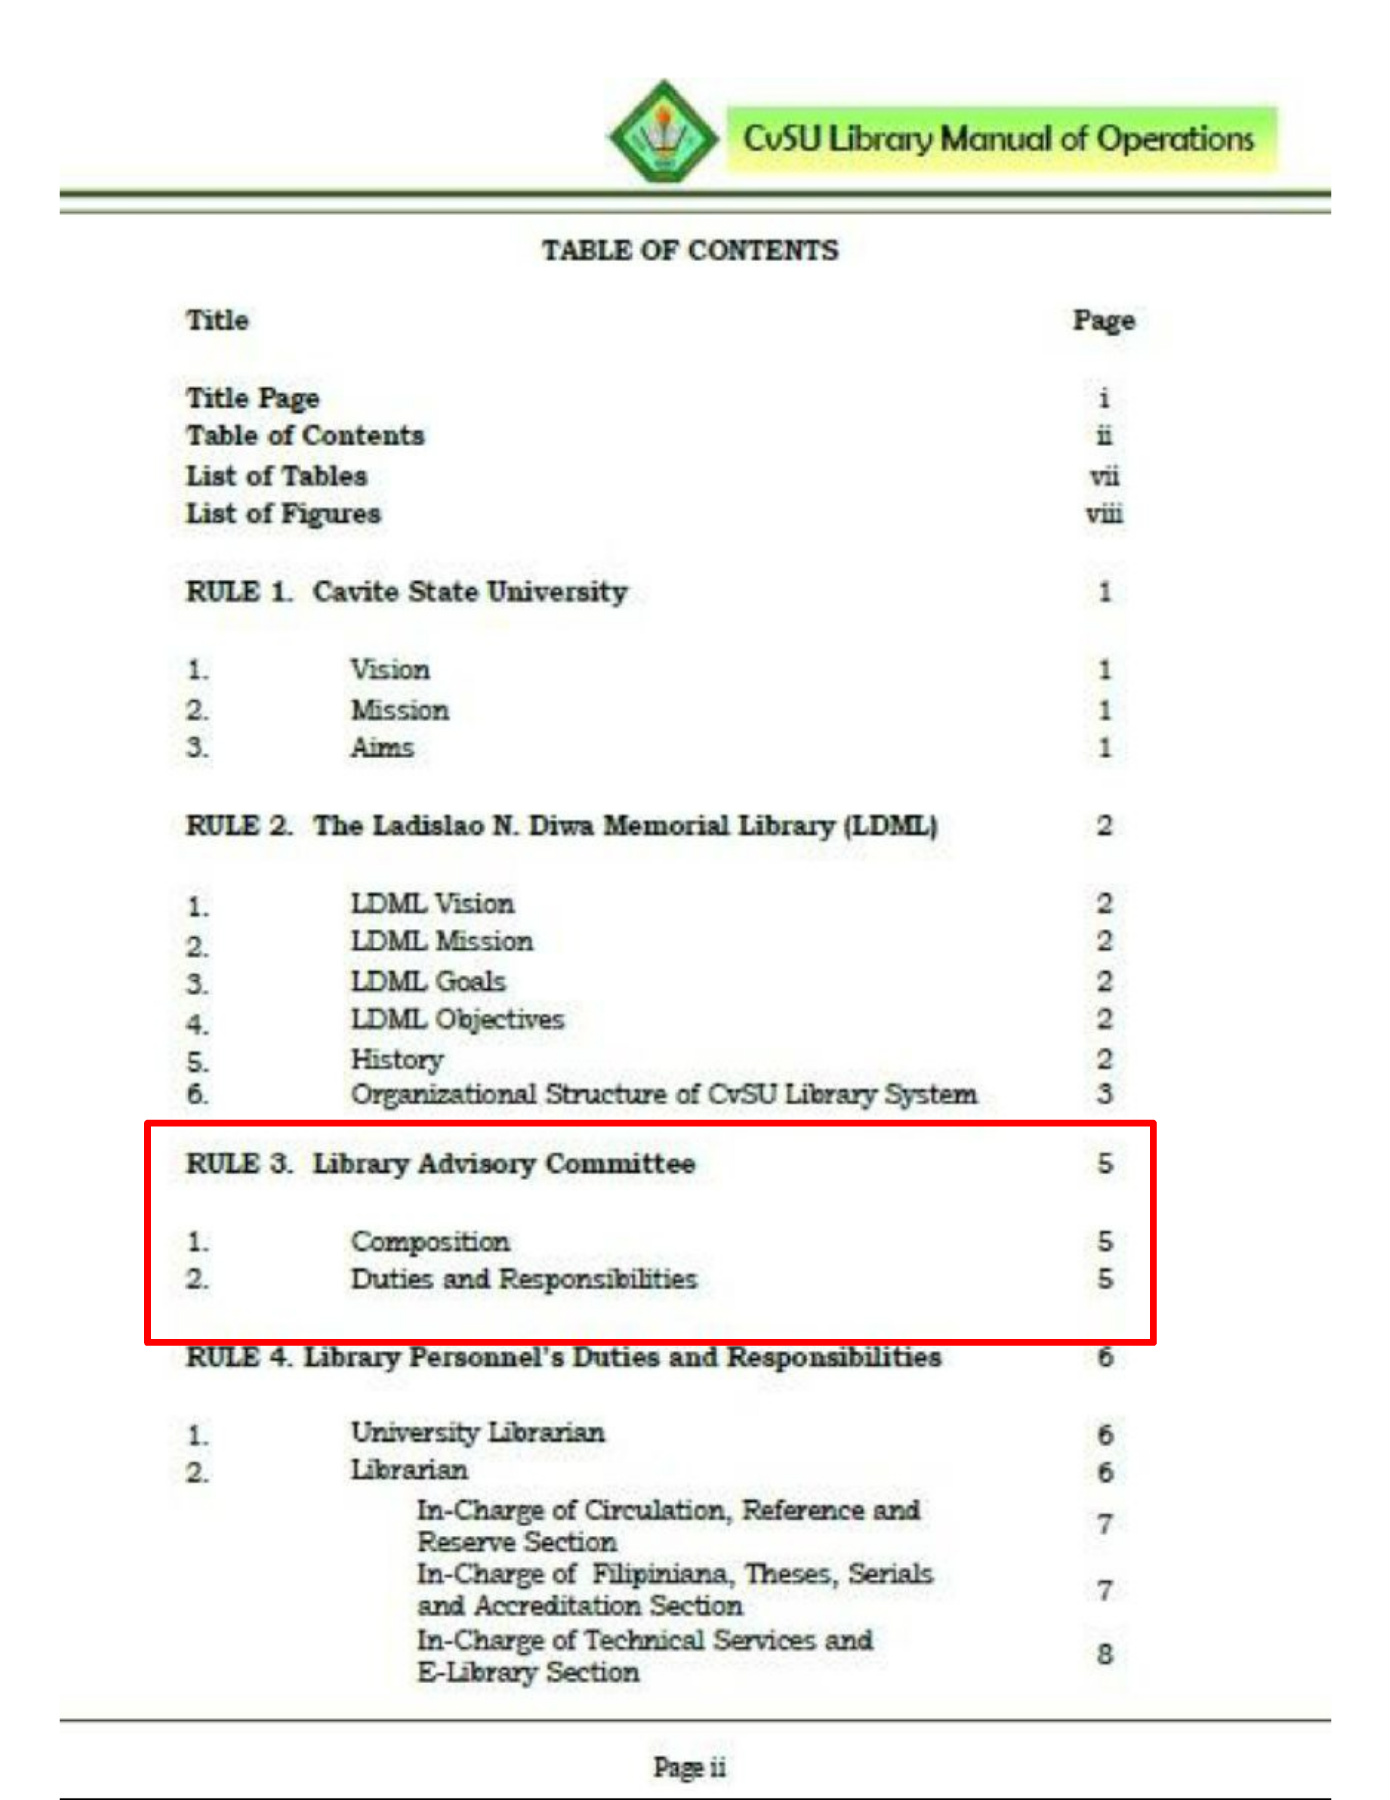 CvSU Library Manual of Operations
TABLE OF CONTENTS
Title Page
Title Page i
Table of Contents ii
List of Tables vii
List of Figures viii
RULE 1. Cavite State University 1
1. Vision 1
2. Mission 1
3. Aims 1
RULE 2. The Ladislao N. Diwa Memorial Library (LDML) 2
1. LDML Vision 2
2. LDML Mission 2
3. LDML Goals 2
4. LDML Objectives 2
5. History 2
6. Organizational Structure of CvSU Library System 3
RULE 3. Library Advisory Committee 5
1. Composition 5
2. Duties and Responsibilities 5
RULE 4. Library Personnel's Duties and Responsibilities 6
1. University Librarian 6
2. Librarian 6
In-Charge of Circulation, Reference and
Reserve Section 7
In-Charge of Filipiniana, Theses, Serials
and Accreditation Section 7
In-Charge of Technical Services and
E-Library Section 8
Page ii